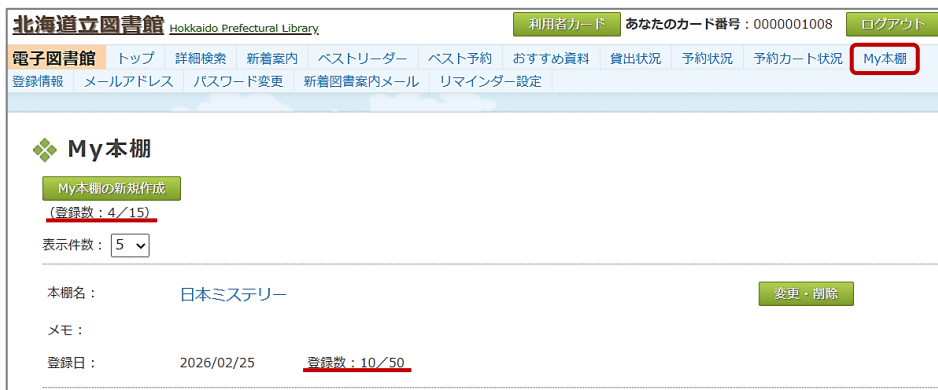 北海道立図書館 Hokkaido Prefectural Library 利用者カード あなたのカード番号：0000001008 ログアウト
電子図書館 トップ 詳細検索 新着案内 ベストリーダー ベスト予約 おすすめ資料 貸出状況 予約状況 予約カート状況 My本棚
登録情報 メールアドレス パスワード変更 新着図書案内メール リマインダー設定
My本棚
My本棚の新規作成
（登録数：4／15）
表示件数： 5
本棚名： 日本ミステリー 変更・削除
メモ：
登録日： 2026/02/25 登録数：10／50